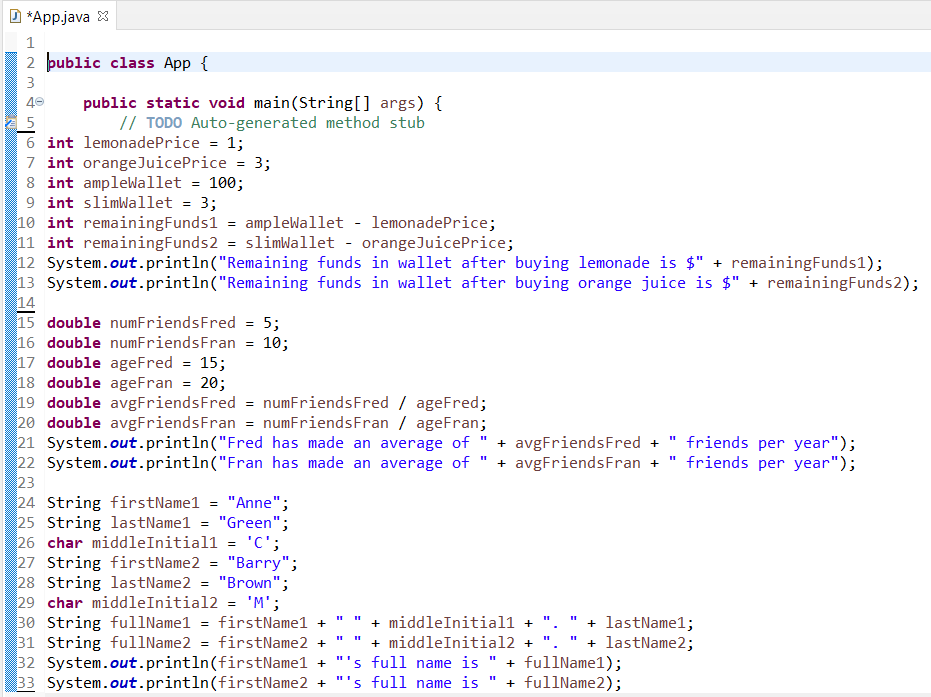 *App.java
1
2 public class App {
3
4 public static void main(String[] args) {
5 // TODO Auto-generated method stub
6 int lemonadePrice = 1;
7 int orangeJuicePrice = 3;
8 int ampleWallet = 100;
9 int slimWallet = 3;
10 int remainingFunds1 = ampleWallet - lemonadePrice;
11 int remainingFunds2 = slimWallet - orangeJuicePrice;
12 System.out.println("Remaining funds in wallet after buying lemonade is $" + remainingFunds1);
13 System.out.println("Remaining funds in wallet after buying orange juice is $" + remainingFunds2);
14
15 double numFriendsFred = 5;
16 double numFriendsFran = 10;
17 double ageFred = 15;
18 double ageFran = 20;
19 double avgFriendsFred = numFriendsFred / ageFred;
20 double avgFriendsFran = numFriendsFran / ageFran;
21 System.out.println("Fred has made an average of " + avgFriendsFred + " friends per year");
22 System.out.println("Fran has made an average of " + avgFriendsFran + " friends per year");
23
24 String firstName1 = "Anne";
25 String lastName1 = "Green";
26 char middleInitial1 = 'C';
27 String firstName2 = "Barry";
28 String lastName2 = "Brown";
29 char middleInitial2 = 'M';
30 String fullName1 = firstName1 + " " + middleInitial1 + ". " + lastName1;
31 String fullName2 = firstName2 + " " + middleInitial2 + ". " + lastName2;
32 System.out.println(firstName1 + "'s full name is " + fullName1);
33 System.out.println(firstName2 + "'s full name is " + fullName2);